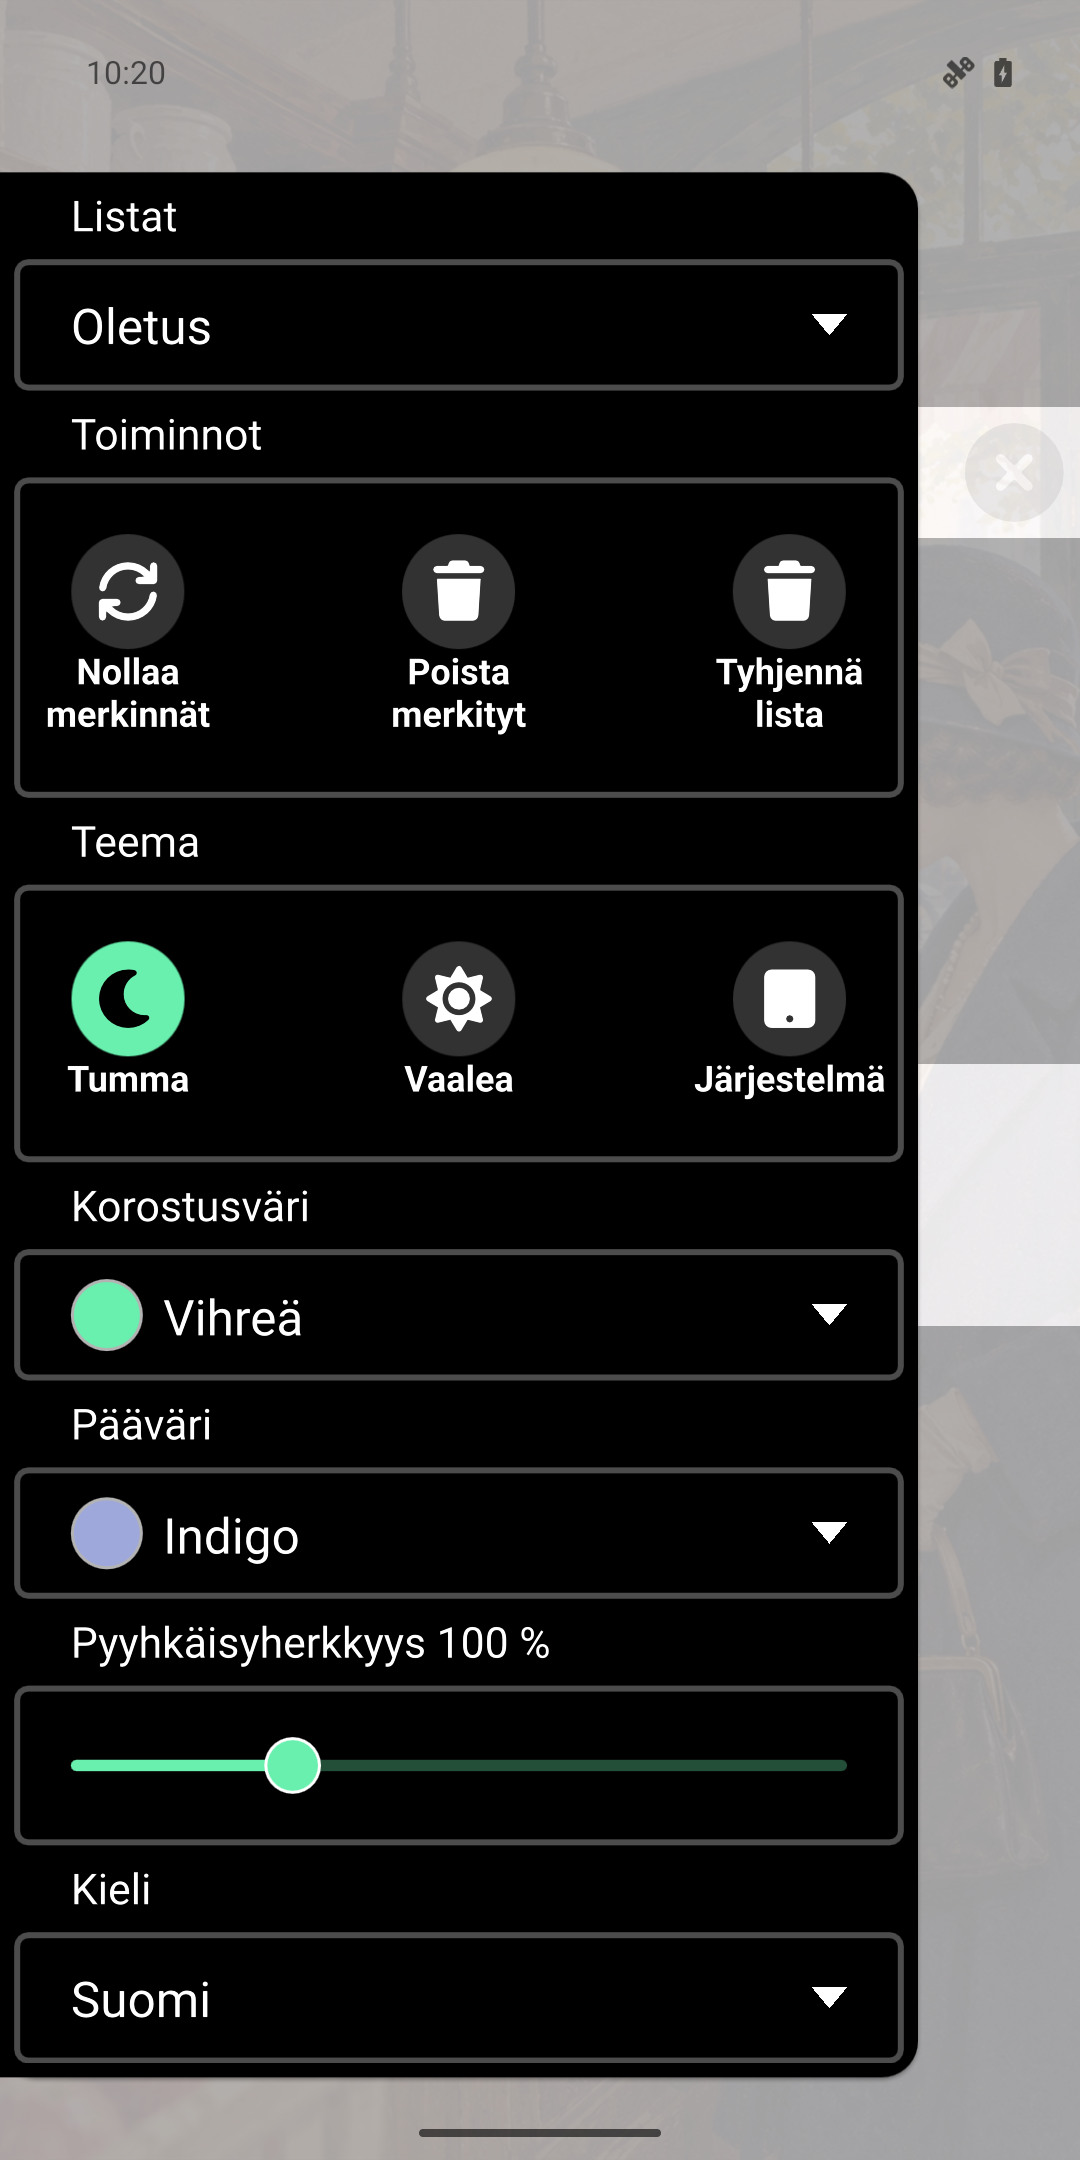 10:20
Listat
Oletus
Toiminnot
Nollaa
merkinnät
Poista
merkityt
Tyhjennä
lista
Teema
Tumma
Vaalea
Järjestelmä
Korostusväri
Vihreä
Pääväri
Indigo
Pyyhkäisyherkkyys 100 %
Kieli
Suomi